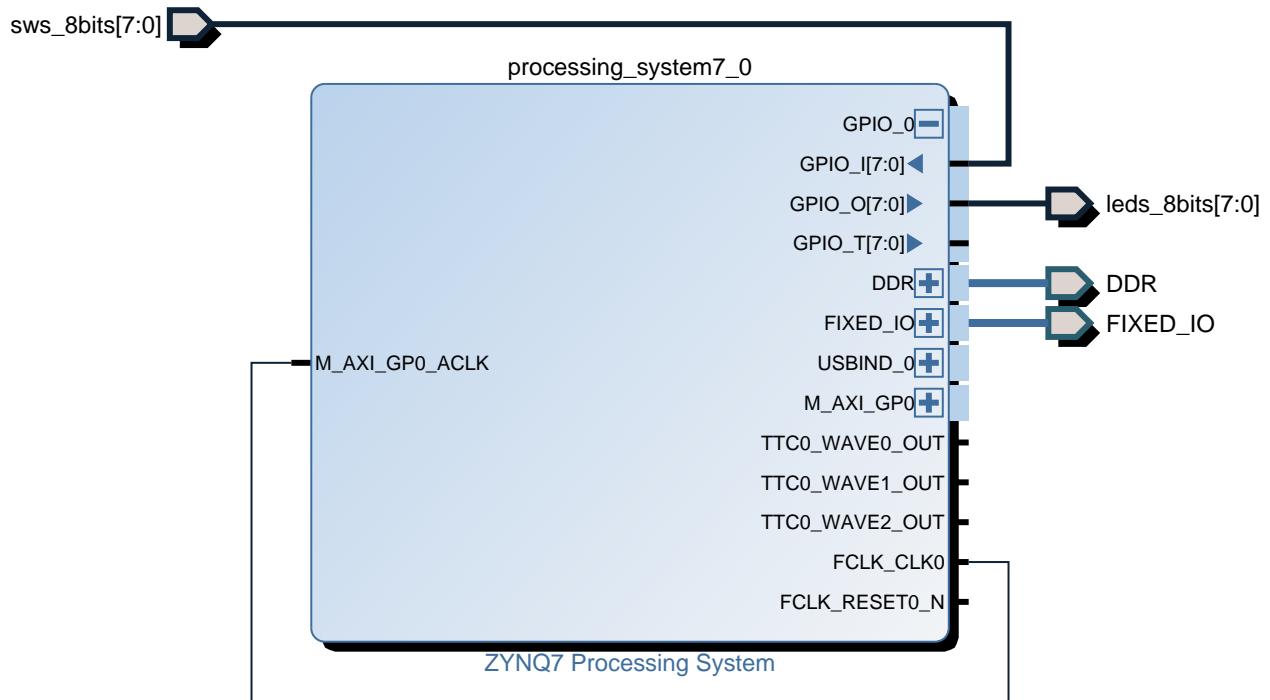 sws_8bits[7:0]
processing_system7_0
GPIO_0
GPIO_I[7:0]
GPIO_O[7:0]
leds_8bits[7:0]
GPIO_T[7:0]
DDR
DDR
FIXED_IO
FIXED_IO
M_AXI_GP0_ACLK
USBIND_0
M_AXI_GP0
TTC0_WAVE0_OUT
TTC0_WAVE1_OUT
TTC0_WAVE2_OUT
FCLK_CLK0
FCLK_RESET0_N
ZYNQ7 Processing System